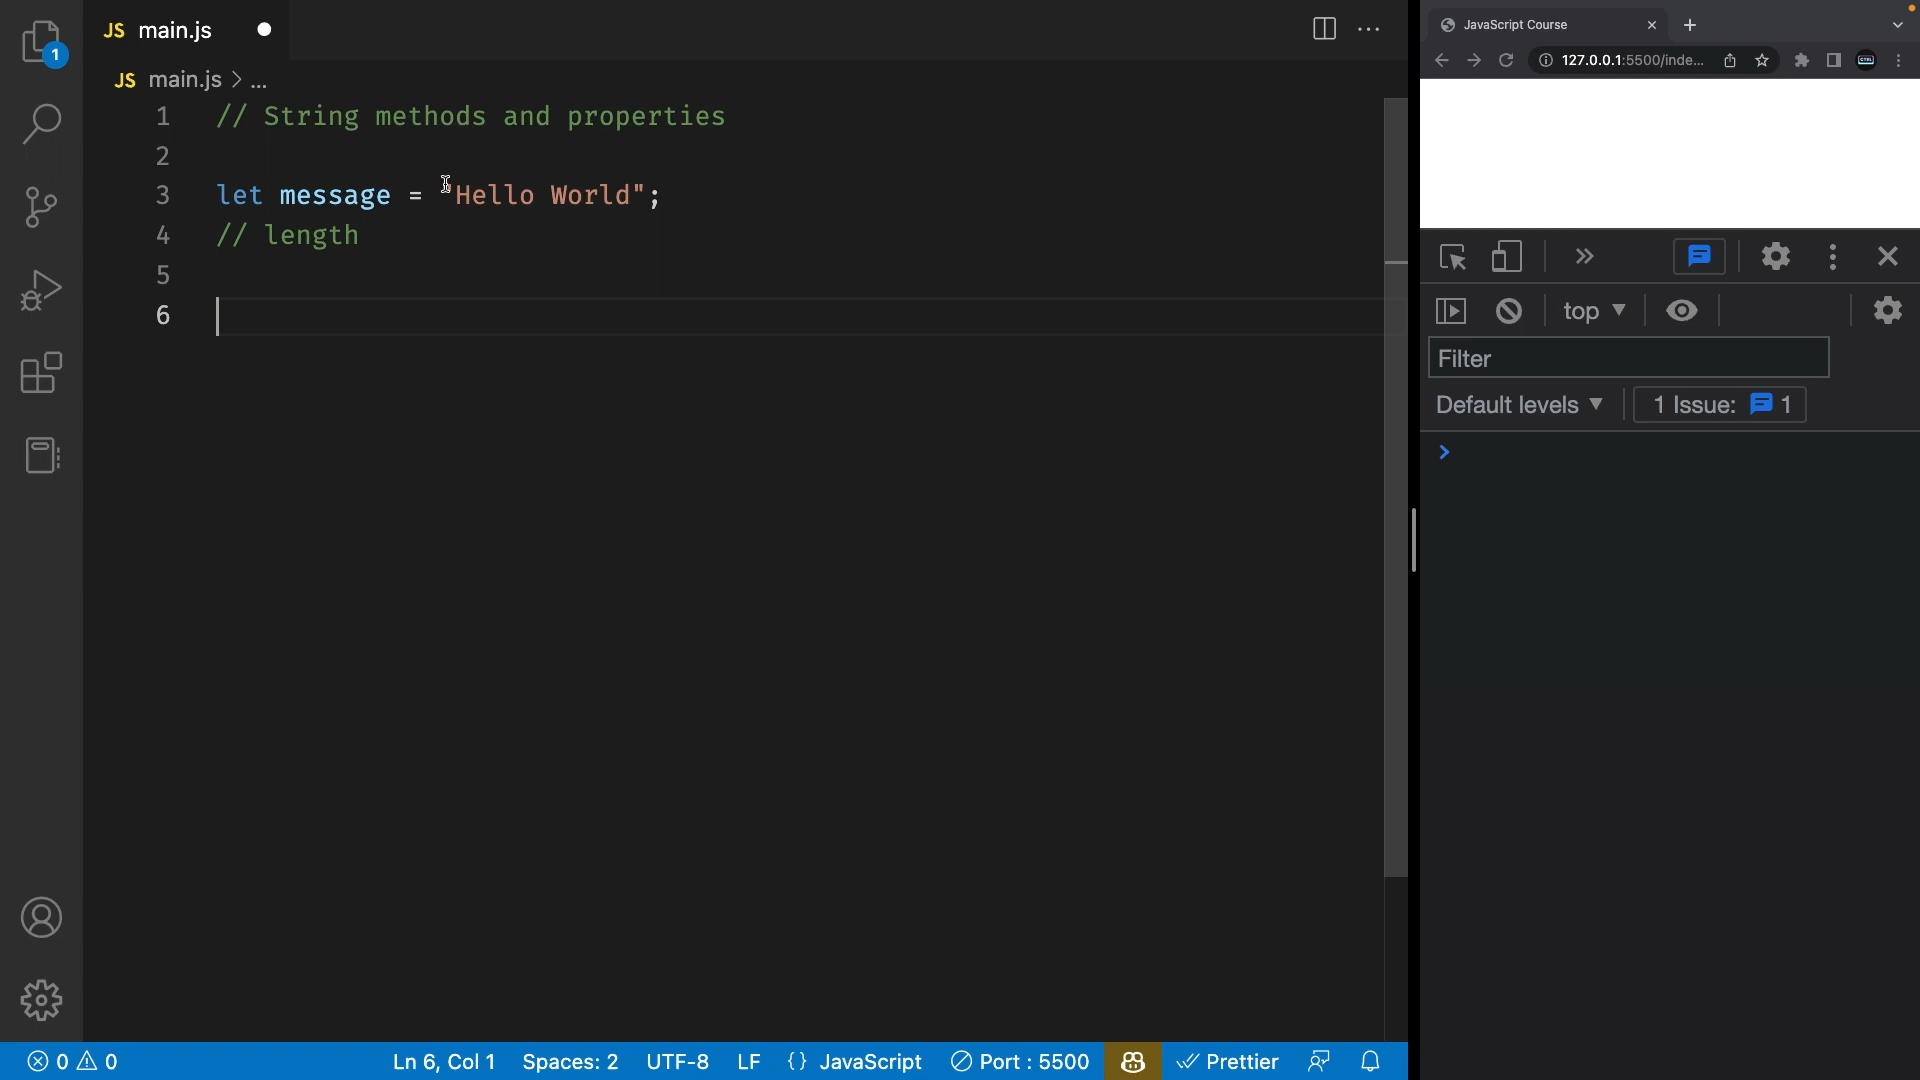 JS main.js
JS main.js > ...
1 // String methods and properties
2
3 let message = "Hello World";
4 // length
5
6
1
0 0
Ln 6, Col 1 Spaces: 2 UTF-8 LF {} JavaScript Port : 5500 Prettier
JavaScript Course
127.0.0.1:5500/inde...
top
Filter
Default levels 1 Issue: 1